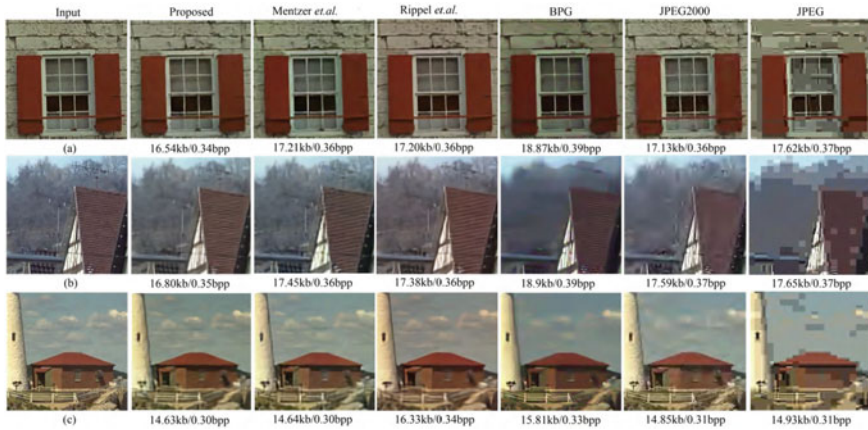 Input Proposed Mentzer et.al. Rippel et.al. BPG JPEG2000 JPEG
(a) 16.54kb/0.34bpp 17.21kb/0.36bpp 17.20kb/0.36bpp 18.87kb/0.39bpp 17.13kb/0.36bpp 17.62kb/0.37bpp
(b) 16.80kb/0.35bpp 17.45kb/0.36bpp 17.38kb/0.36bpp 18.9kb/0.39bpp 17.59kb/0.37bpp 17.65kb/0.37bpp
(c) 14.63kb/0.30bpp 14.64kb/0.30bpp 16.33kb/0.34bpp 15.81kb/0.33bpp 14.85kb/0.31bpp 14.93kb/0.31bpp